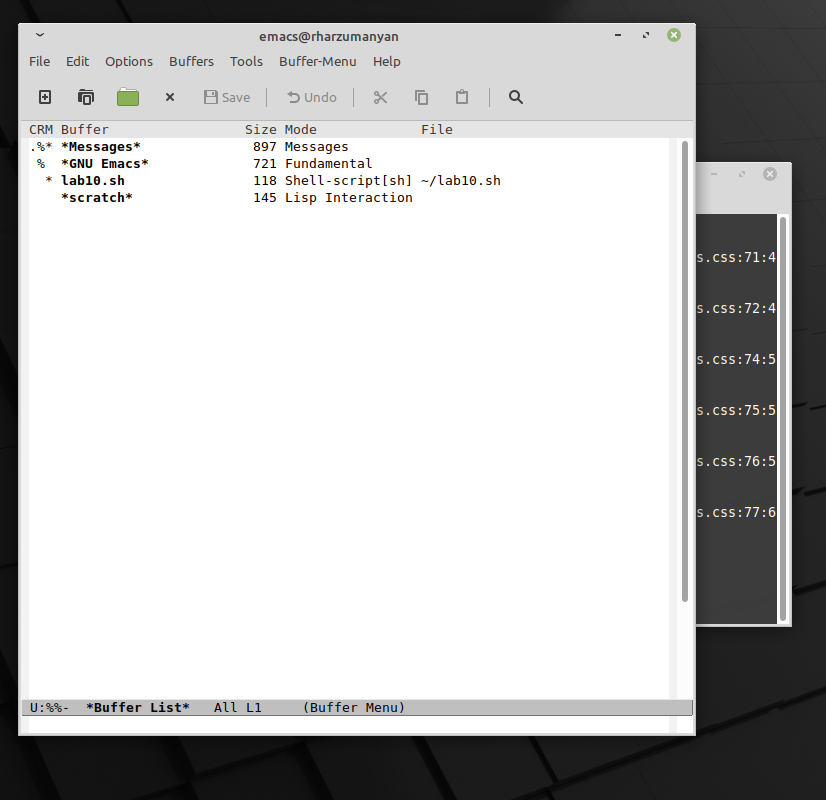 emacs@rharzumanyan
File Edit Options Buffers Tools Buffer-Menu Help
Save Undo
CRM Buffer Size Mode File
.%* *Messages* 897 Messages
% *GNU Emacs* 721 Fundamental
* lab10.sh 118 Shell-script[sh] ~/lab10.sh
*scratch* 145 Lisp Interaction
U:%%- *Buffer List* All L1 (Buffer Menu)
s.css:71:4
s.css:72:4
s.css:74:5
s.css:75:5
s.css:76:5
s.css:77:6